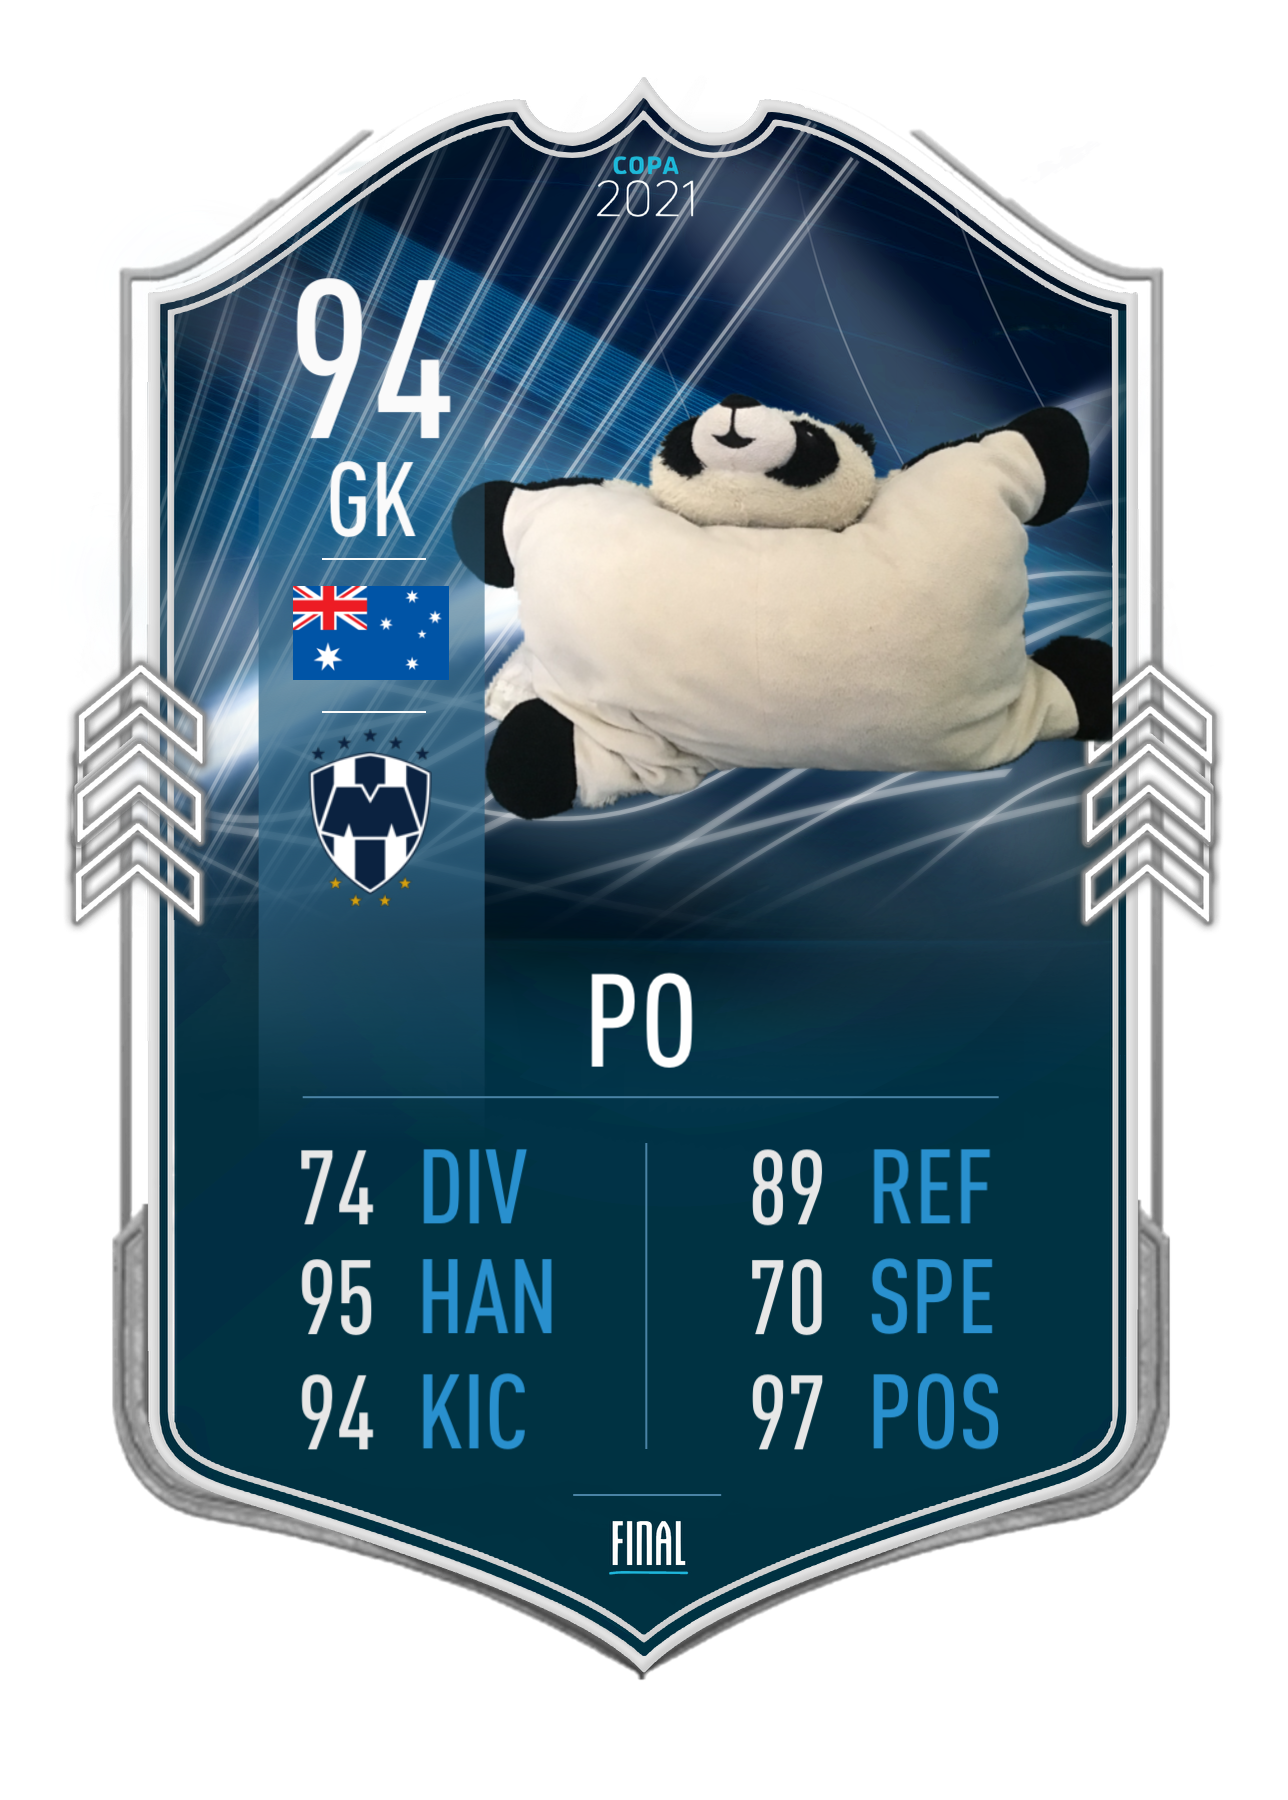 COPA
2021
94
GK
PO
74 DIV
89 REF
95 HAN
70 SPE
94 KIC
97 POS
FINAL